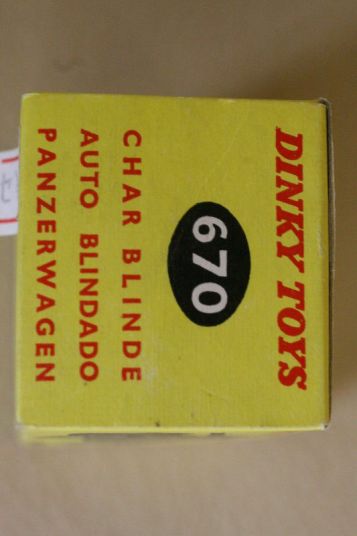 DINKY TOYS
670
CHAR BLINDE
AUTO BLINDADO
PANZERWAGEN